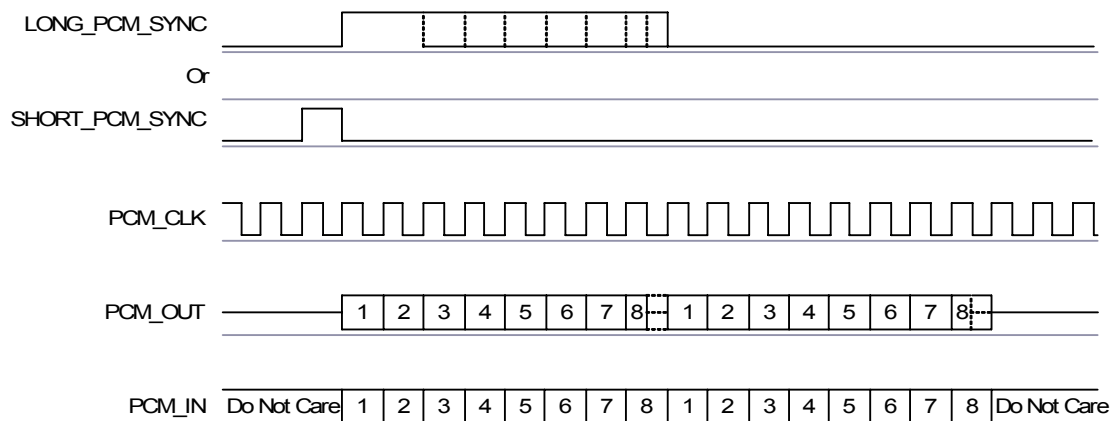 LONG_PCM_SYNC
Or
SHORT_PCM_SYNC
PCM_CLK
PCM_OUT 1 2 3 4 5 6 7 8 1 2 3 4 5 6 7 8
PCM_IN Do Not Care 1 2 3 4 5 6 7 8 1 2 3 4 5 6 7 8 Do Not Care